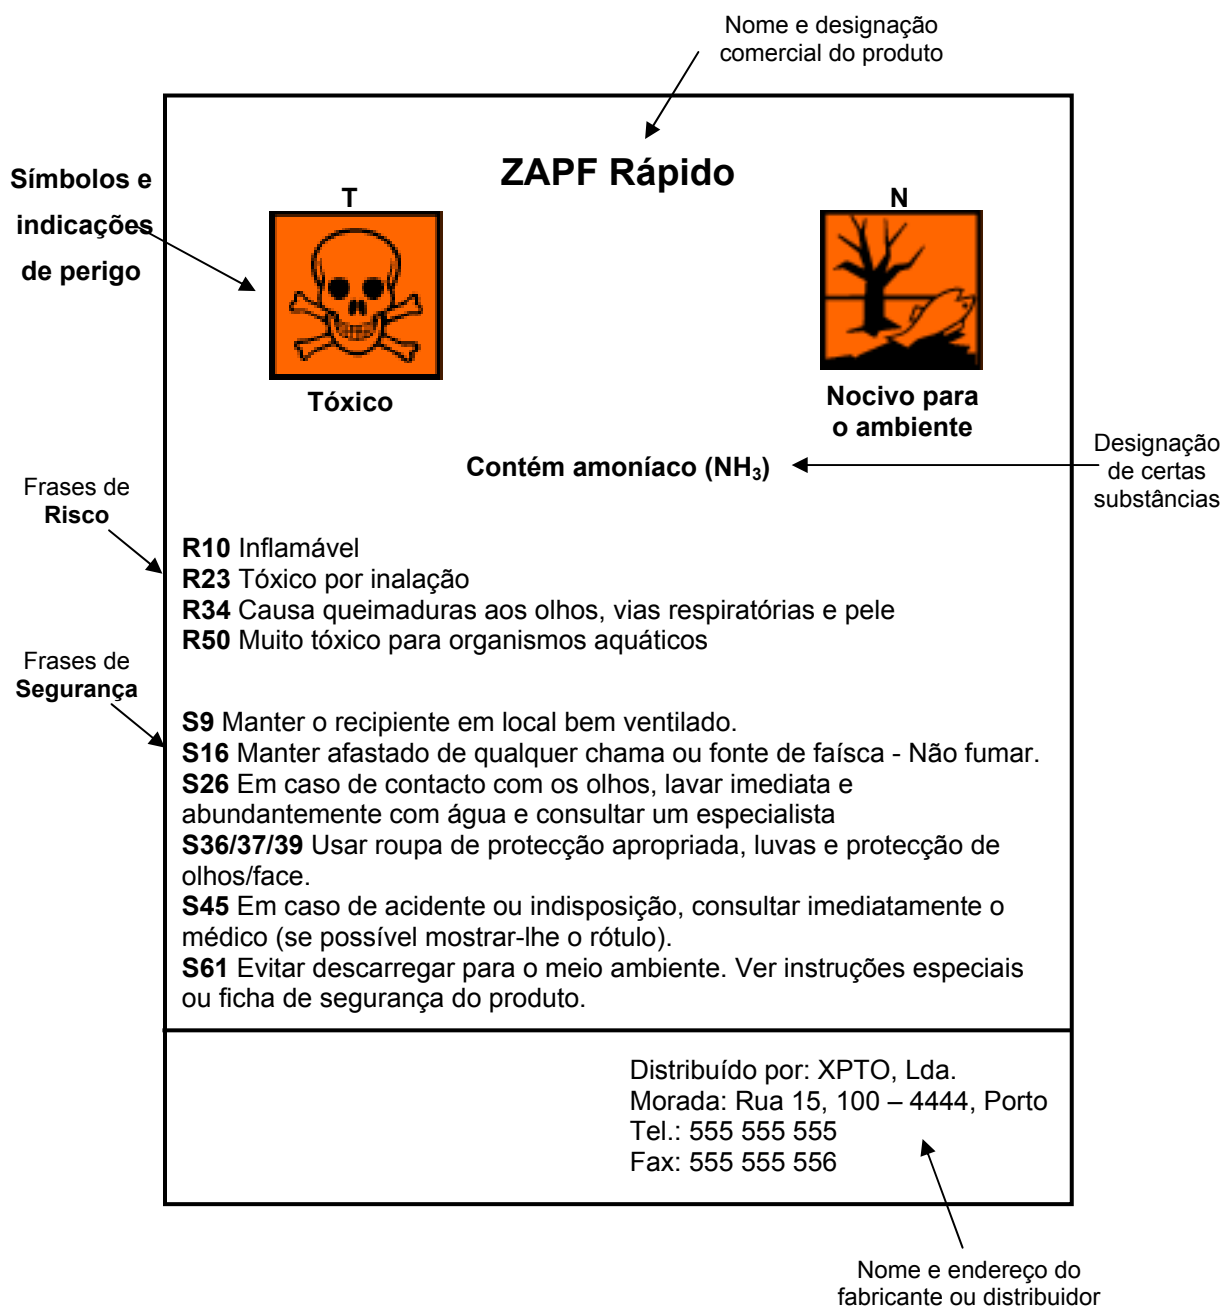 Nome e designação
comercial do produto
ZAPF Rápido
Símbolos e
indicações
de perigo
T
N
Tóxico
Nocivo para
o ambiente
Contém amoníaco (NH₃)
Designação
de certas
substâncias
Frases de
Risco
R10 Inflamável
R23 Tóxico por inalação
R34 Causa queimaduras aos olhos, vias respiratórias e pele
R50 Muito tóxico para organismos aquáticos
Frases de
Segurança
S9 Manter o recipiente em local bem ventilado.
S16 Manter afastado de qualquer chama ou fonte de faísca - Não fumar.
S26 Em caso de contacto com os olhos, lavar imediata e
abundantemente com água e consultar um especialista
S36/37/39 Usar roupa de protecção apropriada, luvas e protecção de
olhos/face.
S45 Em caso de acidente ou indisposição, consultar imediatamente o
médico (se possível mostrar-lhe o rótulo).
S61 Evitar descarregar para o meio ambiente. Ver instruções especiais
ou ficha de segurança do produto.
Distribuído por: XPTO, Lda.
Morada: Rua 15, 100 – 4444, Porto
Tel.: 555 555 555
Fax: 555 555 556
Nome e endereço do
fabricante ou distribuidor